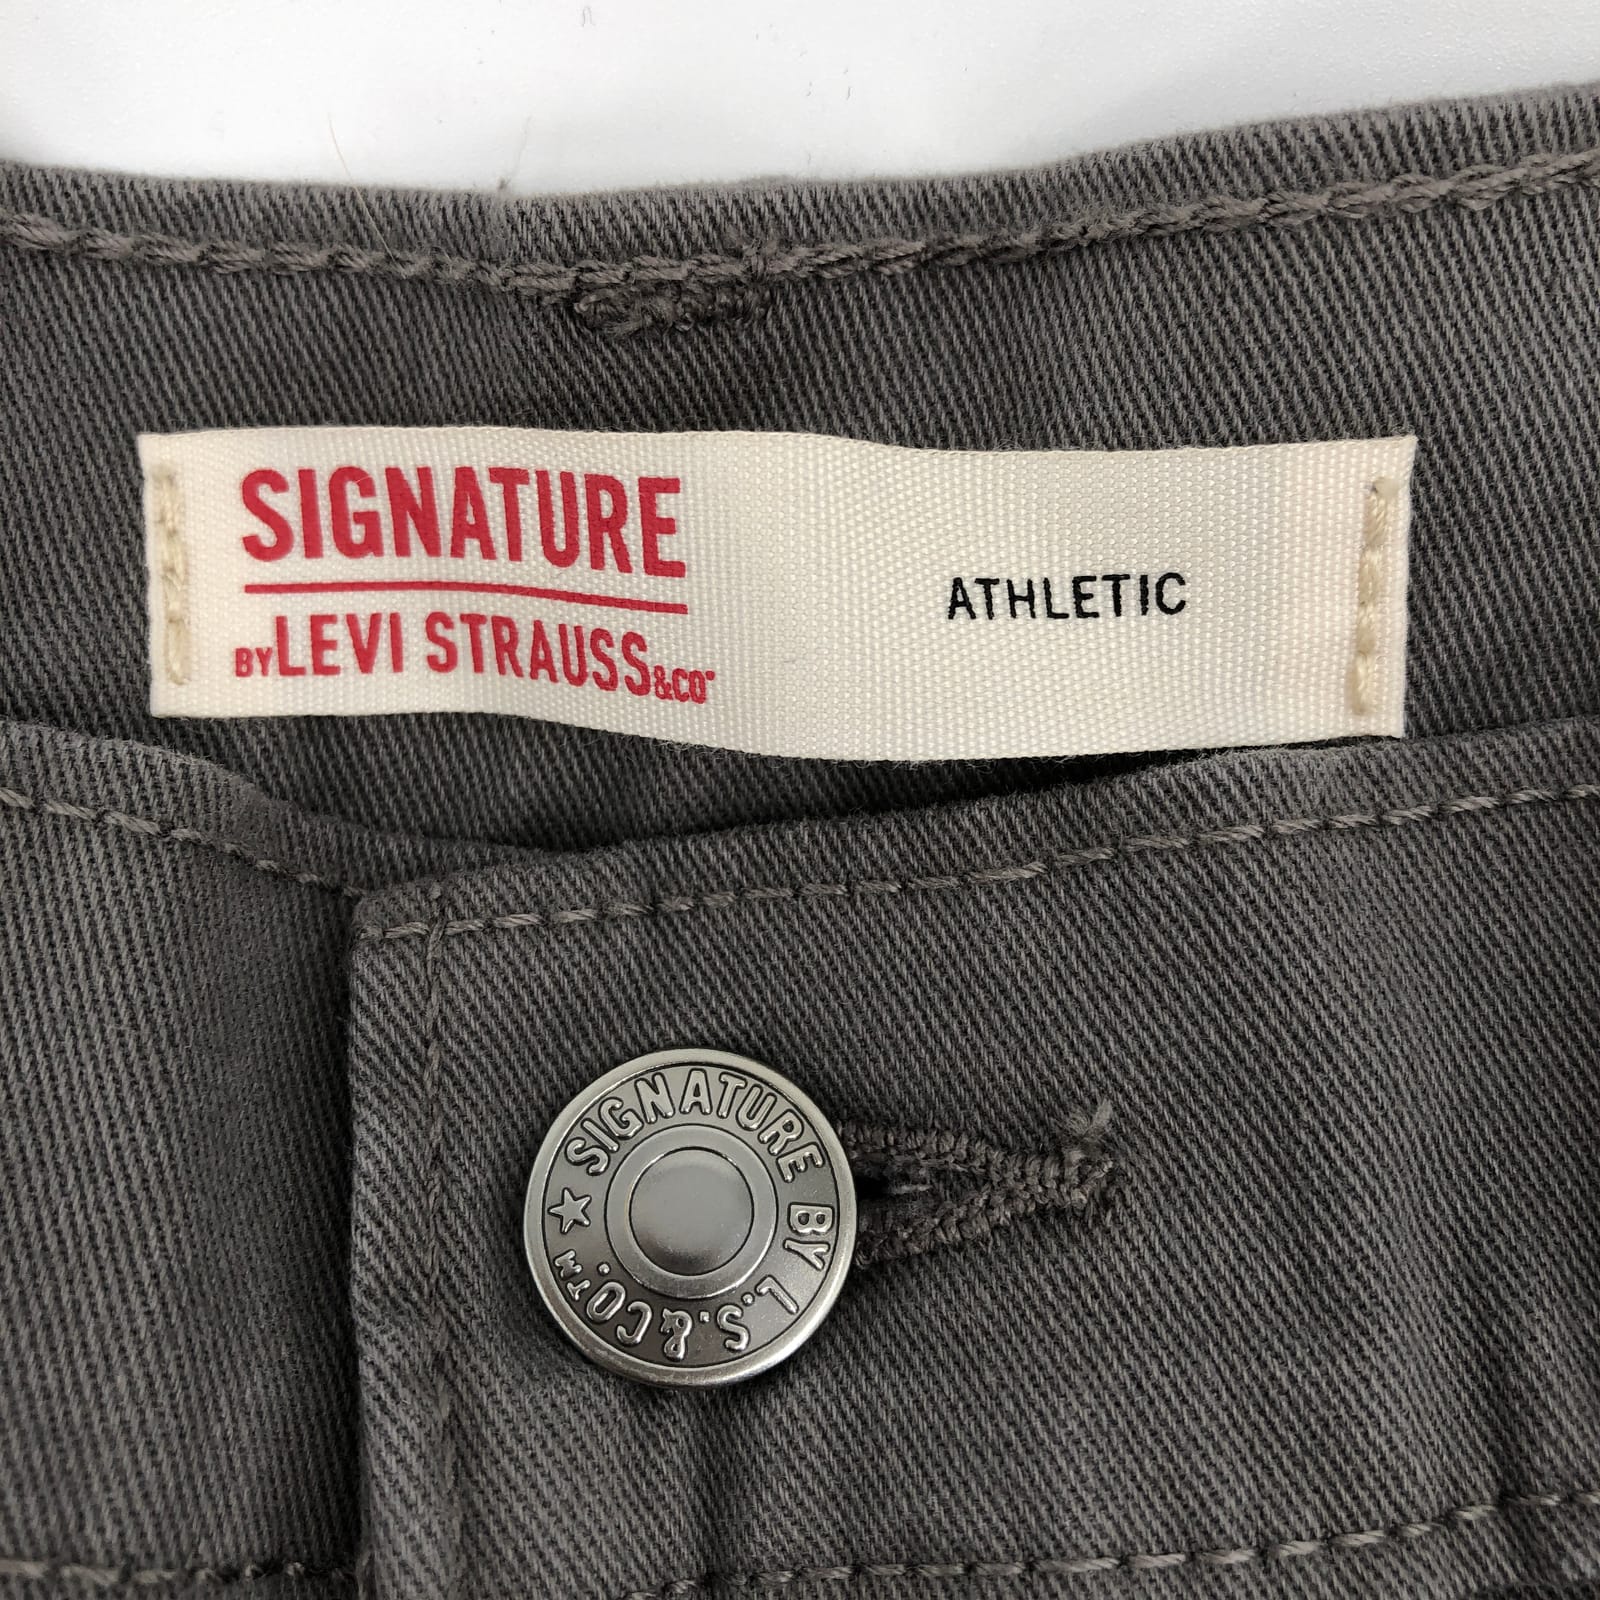 SIGNATURE
BY LEVI STRAUSS &CO
ATHLETIC
SIGNATURE BY L.S.&CO.™